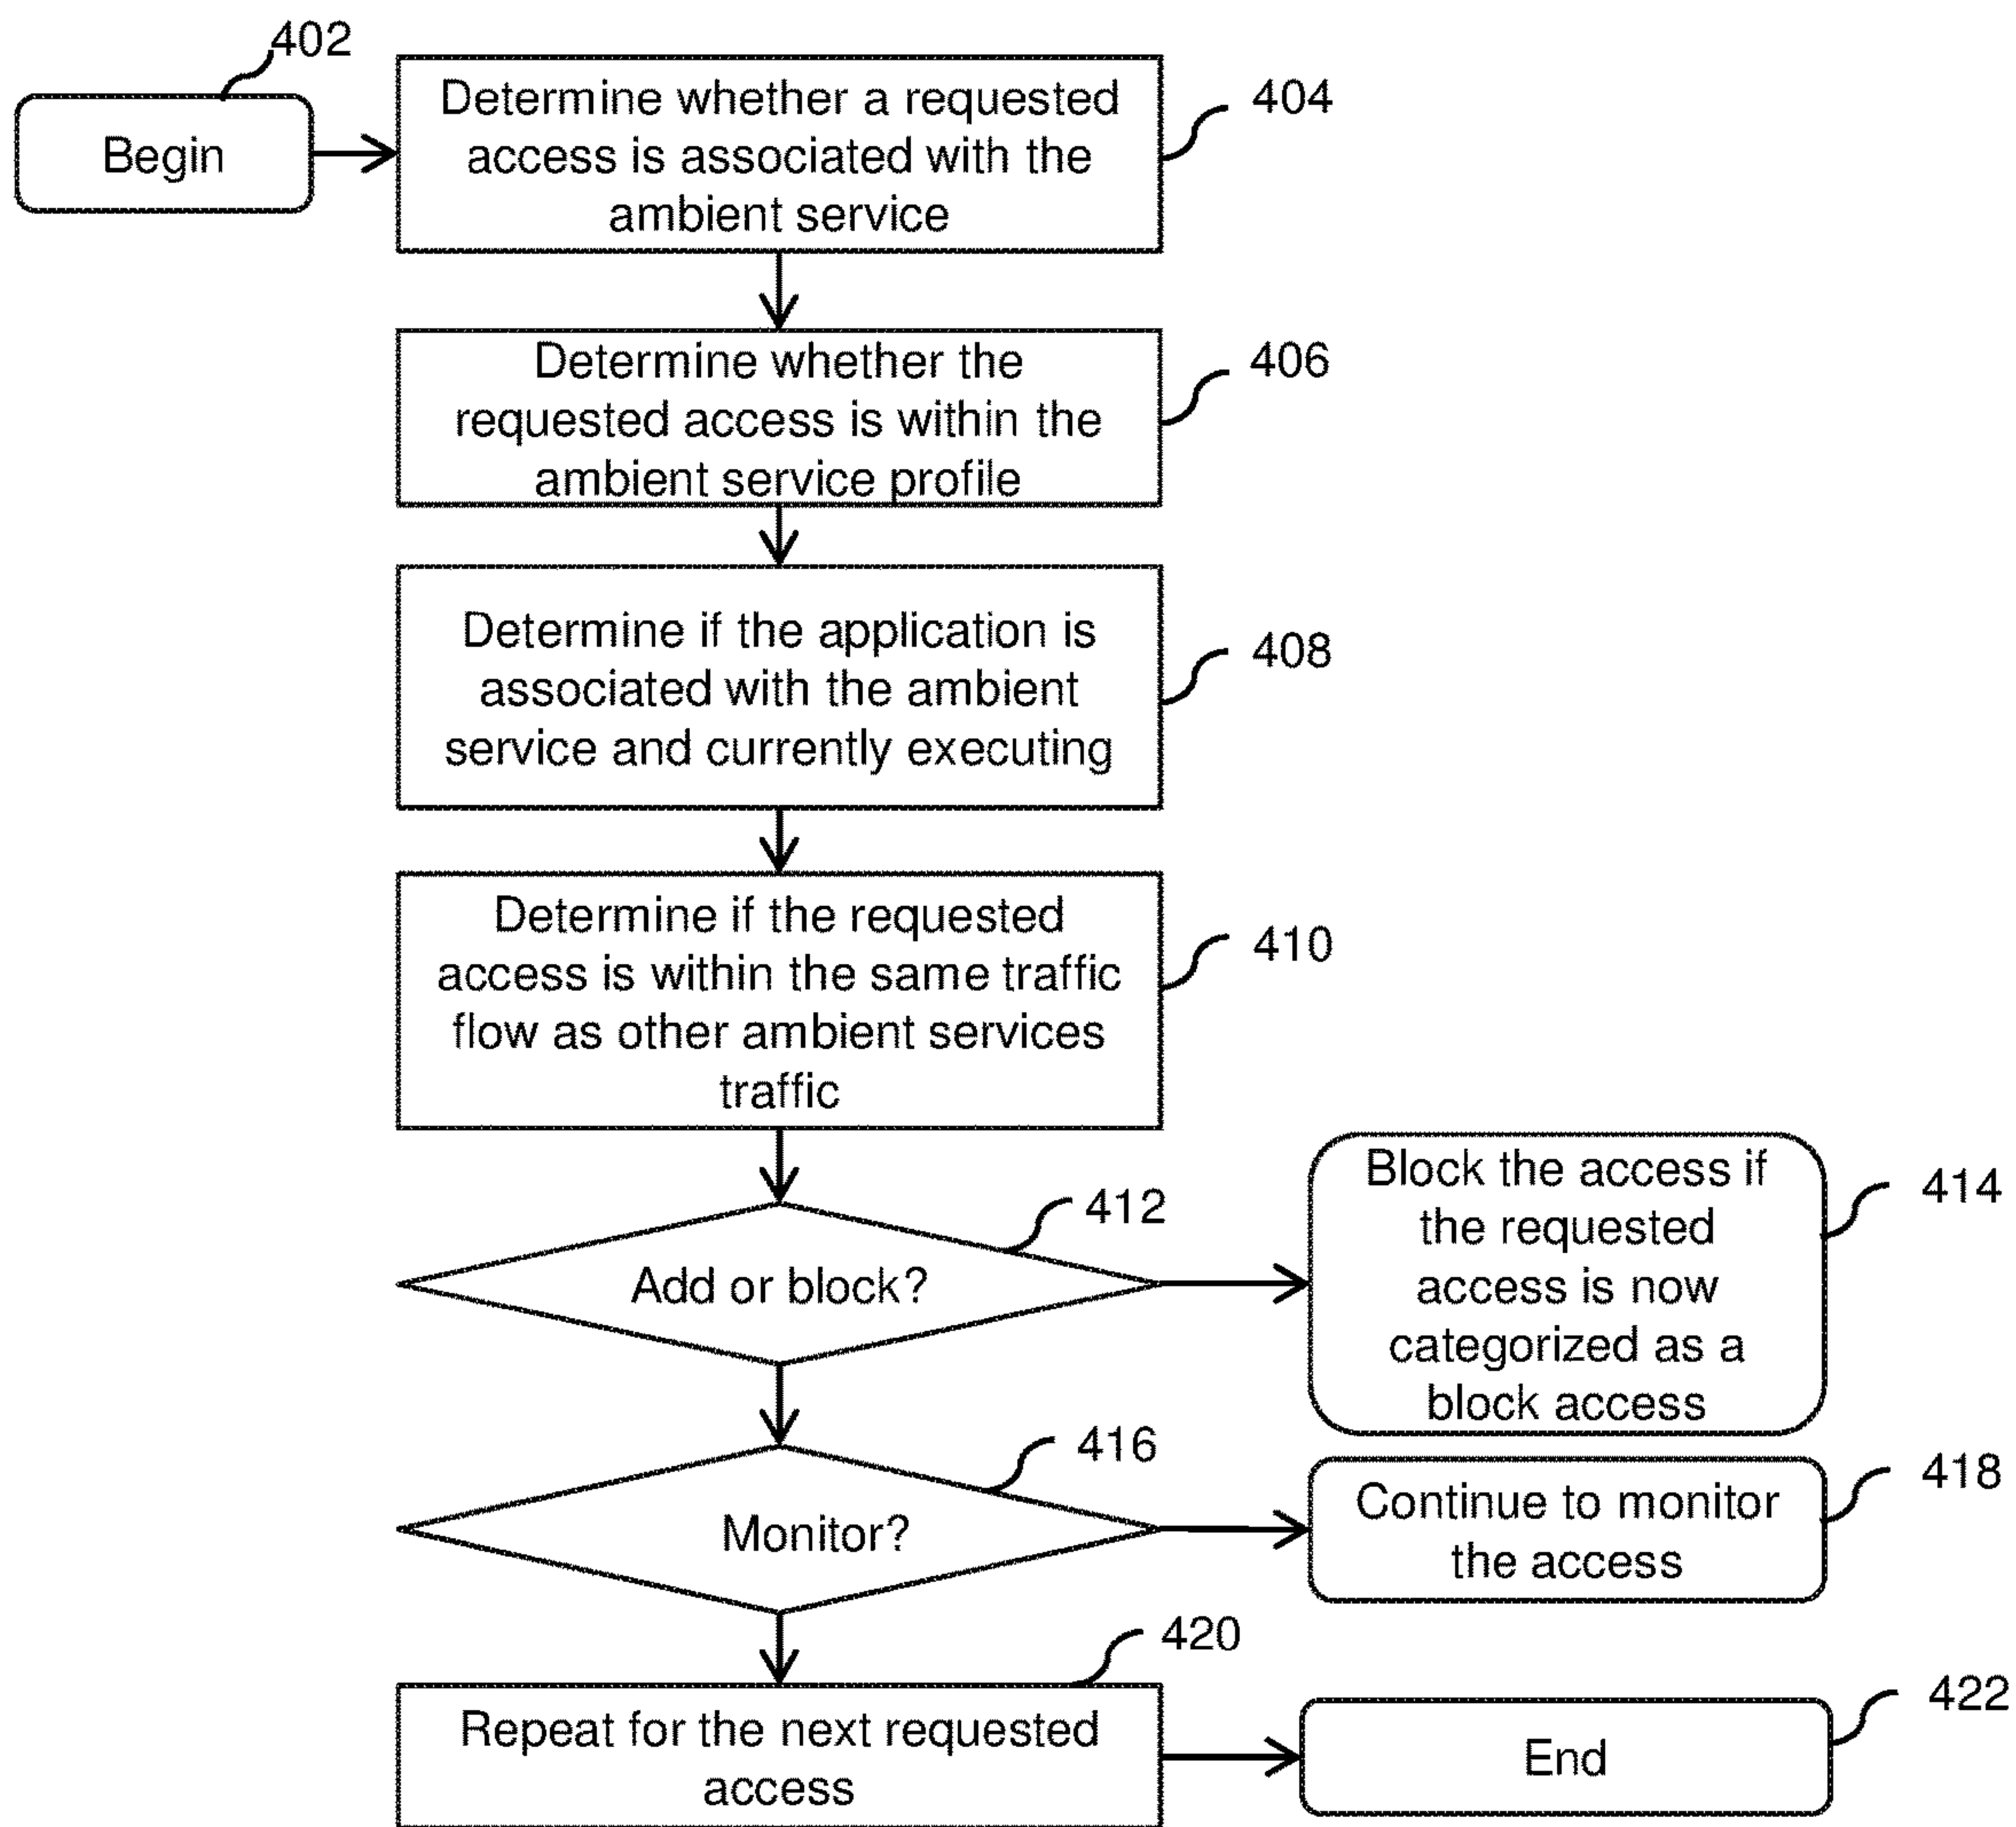 402
Begin
Determine whether a requested
access is associated with the
ambient service
404
Determine whether the
requested access is within the
ambient service profile
406
Determine if the application is
associated with the ambient
service and currently executing
408
Determine if the requested
access is within the same traffic
flow as other ambient services
traffic
410
412
Add or block?
Block the access if
the requested
access is now
categorized as a
block access
414
416
Monitor?
Continue to monitor
the access
418
420
Repeat for the next requested
access
End
422